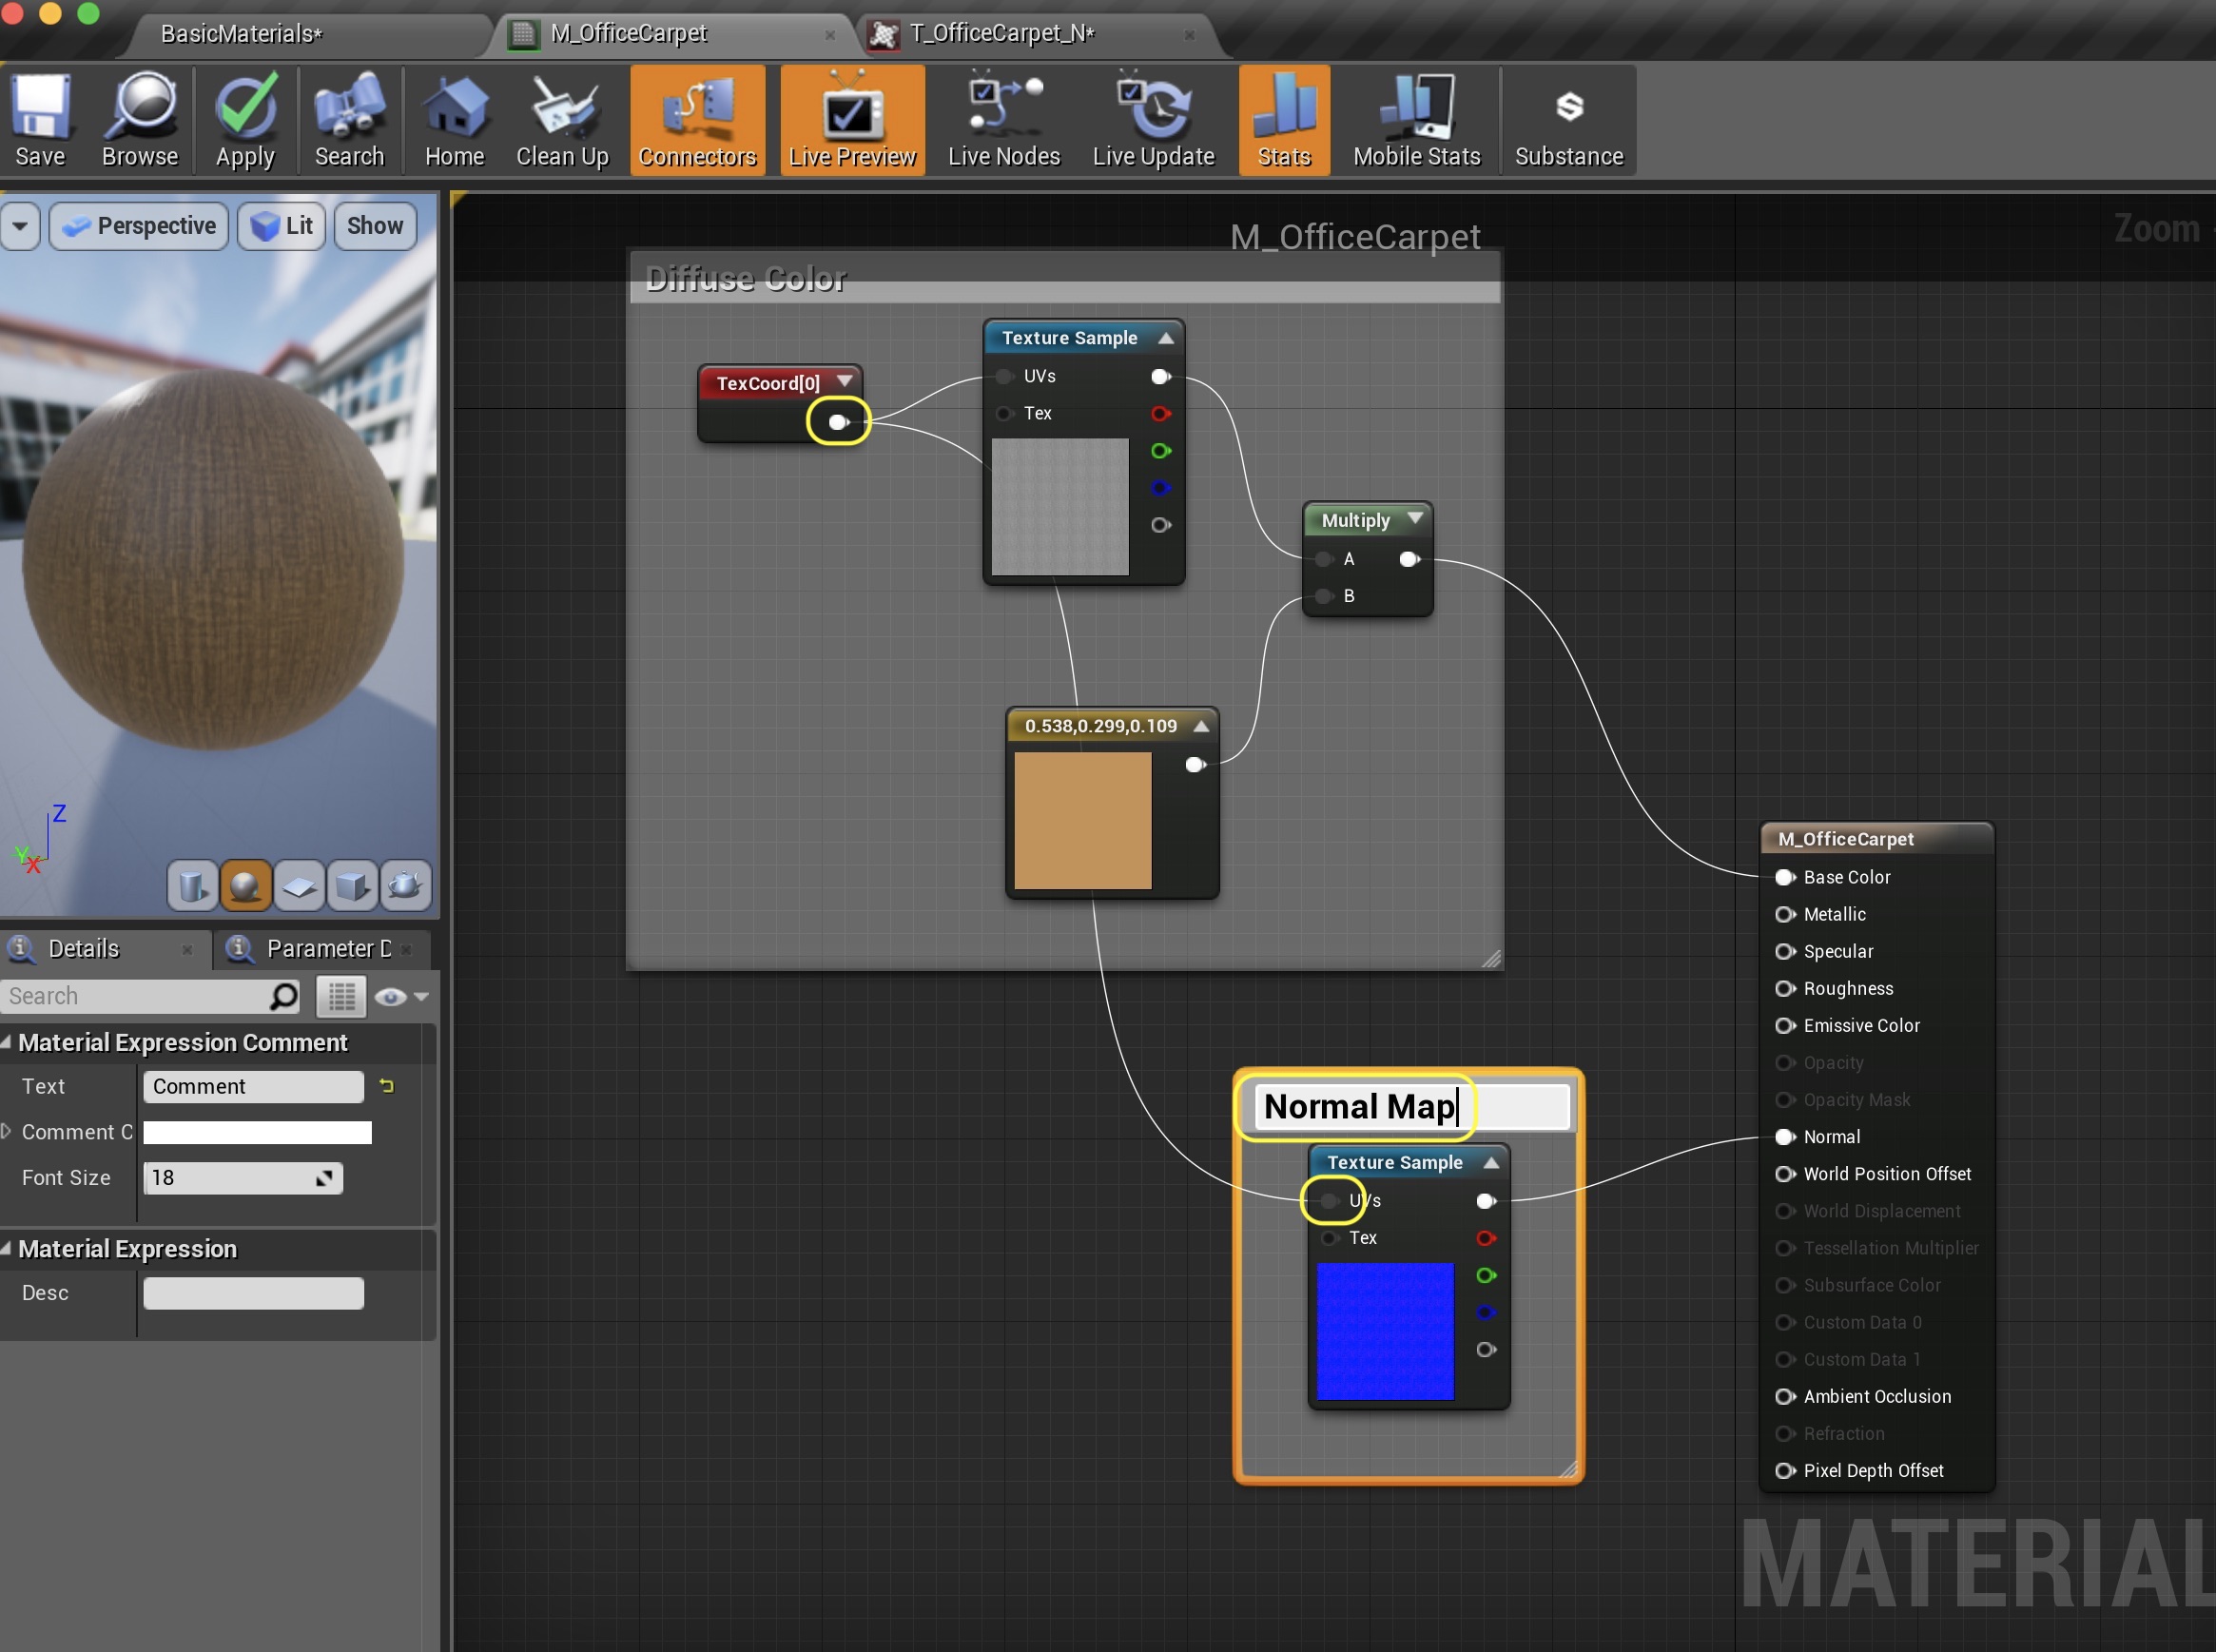 BasicMaterials*
M_OfficeCarpet
T_OfficeCarpet_N*
Save
Browse
Apply
Search
Home
Clean Up
Connectors
Live Preview
Live Nodes
Live Update
Stats
Mobile Stats
Substance
Perspective
Lit
Show
M_OfficeCarpet
Zoom -
Diffuse Color
Texture Sample
TexCoord[0]
UVs
Tex
Multiply
A
B
0.538,0.299,0.109
Z
Y
X
M_OfficeCarpet
Base Color
Metallic
Specular
Roughness
Emissive Color
Opacity
Opacity Mask
Normal
World Position Offset
World Displacement
Tessellation Multiplier
Subsurface Color
Custom Data 0
Custom Data 1
Ambient Occlusion
Refraction
Pixel Depth Offset
Details
Parameter D
Search
Material Expression Comment
Text
Comment
Comment C
Font Size
18
Material Expression
Desc
Normal Map
Texture Sample
UVs
Tex
MATERIAL